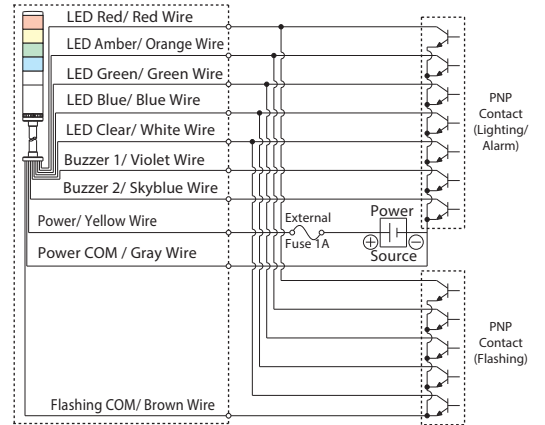 LED Red/ Red Wire
LED Amber/ Orange Wire
LED Green/ Green Wire
LED Blue/ Blue Wire
LED Clear/ White Wire
Buzzer 1/ Violet Wire
Buzzer 2/ Skyblue Wire
Power/ Yellow Wire
Power COM / Gray Wire
Flashing COM/ Brown Wire
External
Fuse 1A
Power
+
−
Source
PNP
Contact
(Lighting/
Alarm)
PNP
Contact
(Flashing)